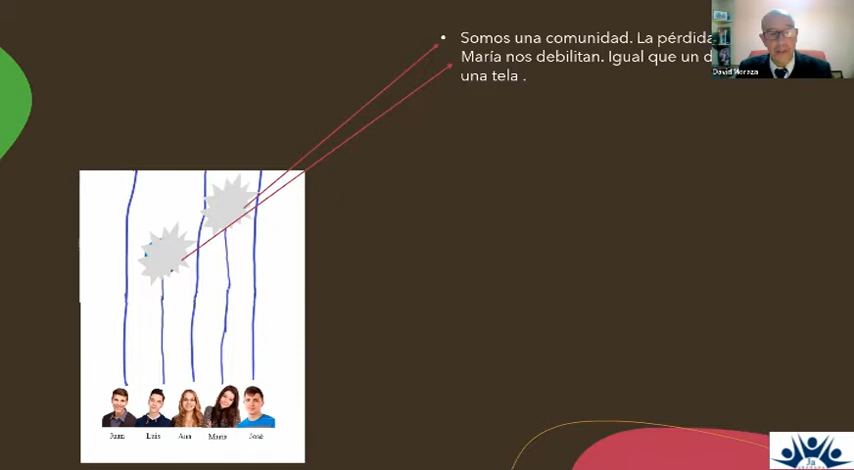 • Somos una comunidad. La pérdida
María nos debilitan. Igual que un
una tela .
David Moraza
Juan Luis Ana María José